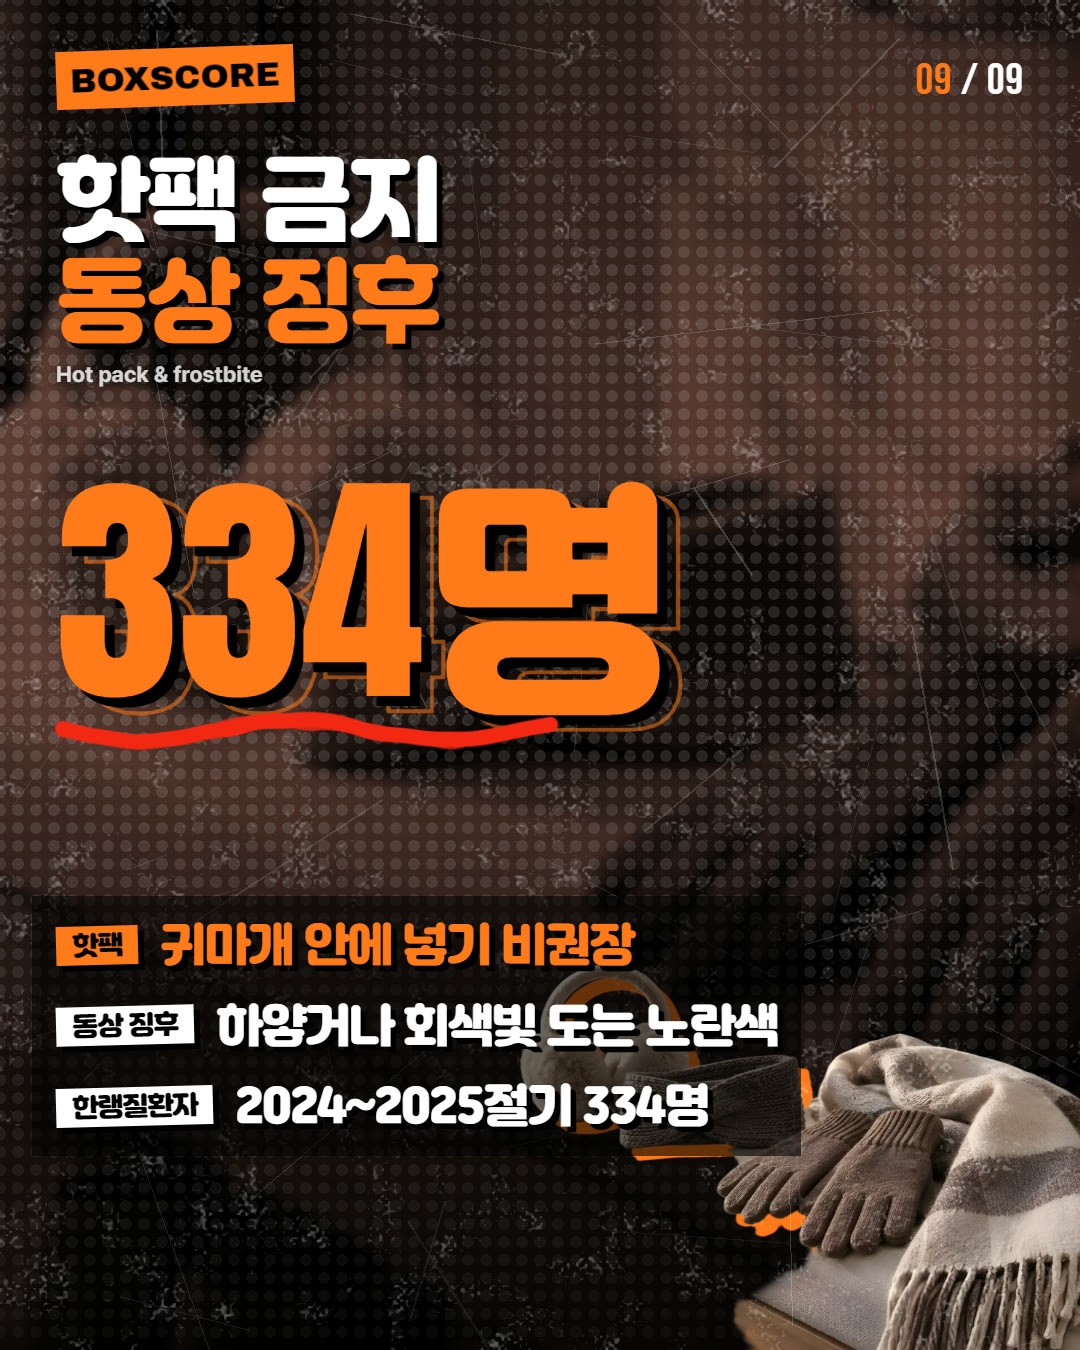 BOXSCORE
09 / 09
핫팩 금지
동상 징후
Hot pack & frostbite
334명
핫팩 귀마개 안에 넣기 비권장
동상 징후 하얗거나 회색빛 도는 노란색
한랭질환자 2024~2025절기 334명